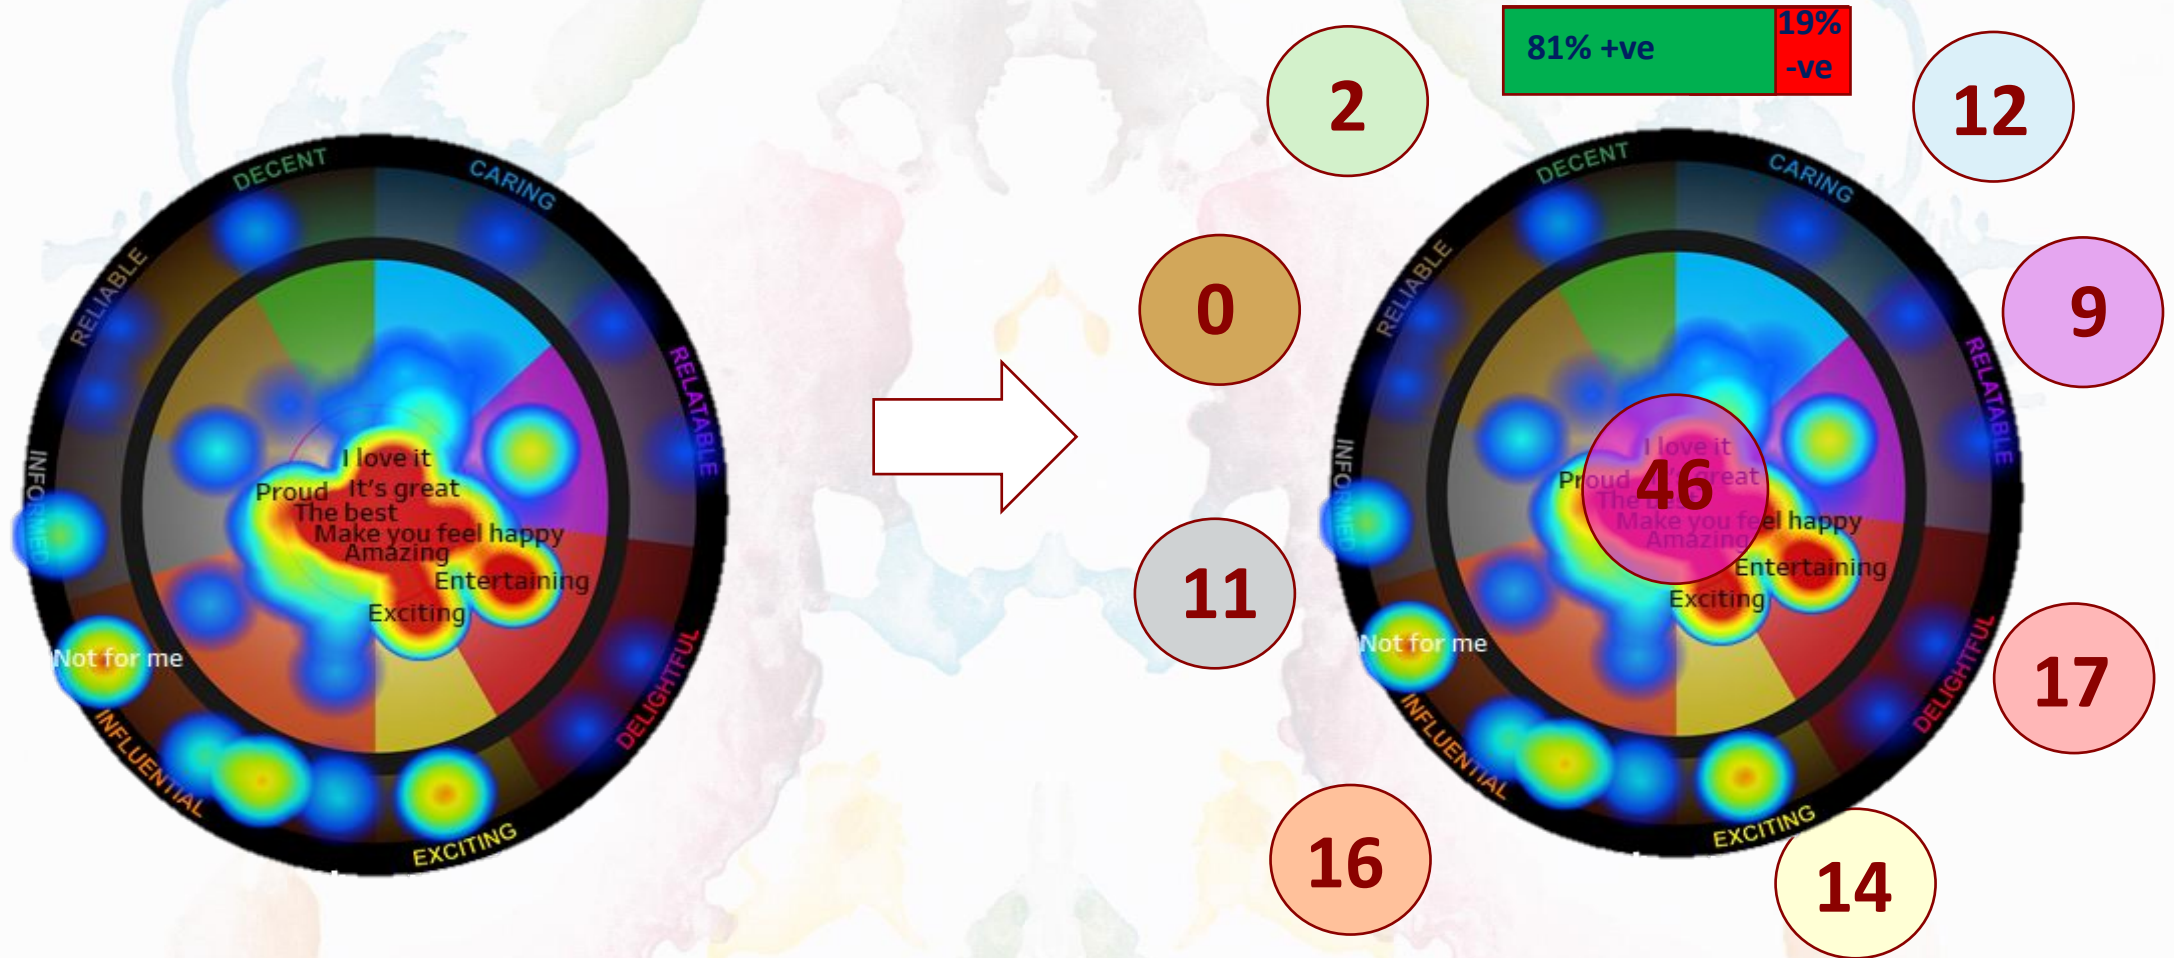 DECENT
CARING
RELIABLE
RELATABLE
INFORMED
I love it
Proud
It's great
The best
Make you feel happy
Amazing
Entertaining
Exciting
Not for me
INFLUENTIAL
DELIGHTFUL
EXCITING
81% +ve
19%
-ve
2
12
0
9
11
17
16
14
DECENT
CARING
RELIABLE
RELATABLE
INFORMED
I love it
Proud
46
great
The best
Make you feel happy
Amazing
Entertaining
Exciting
Not for me
INFLUENTIAL
DELIGHTFUL
EXCITING